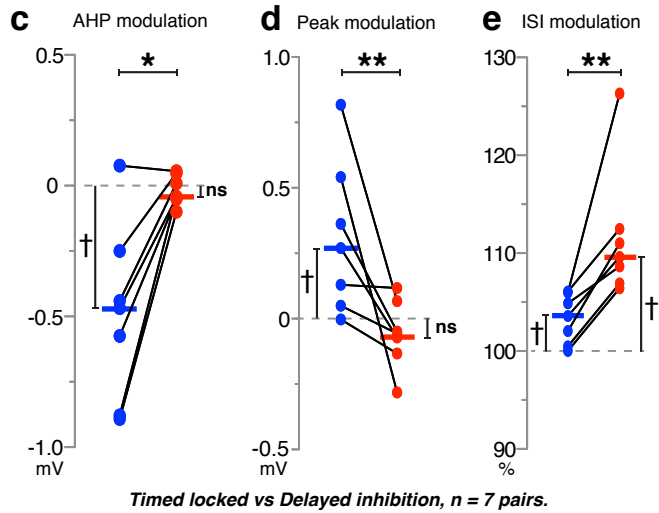 c AHP modulation
0.5
0
-0.5
-1.0
mV
*
†
ns
d Peak modulation
1.0
0.5
0
-0.5
mV
**
†
ns
e ISI modulation
130
120
110
100
90
%
**
†
†
Timed locked vs Delayed inhibition, n = 7 pairs.